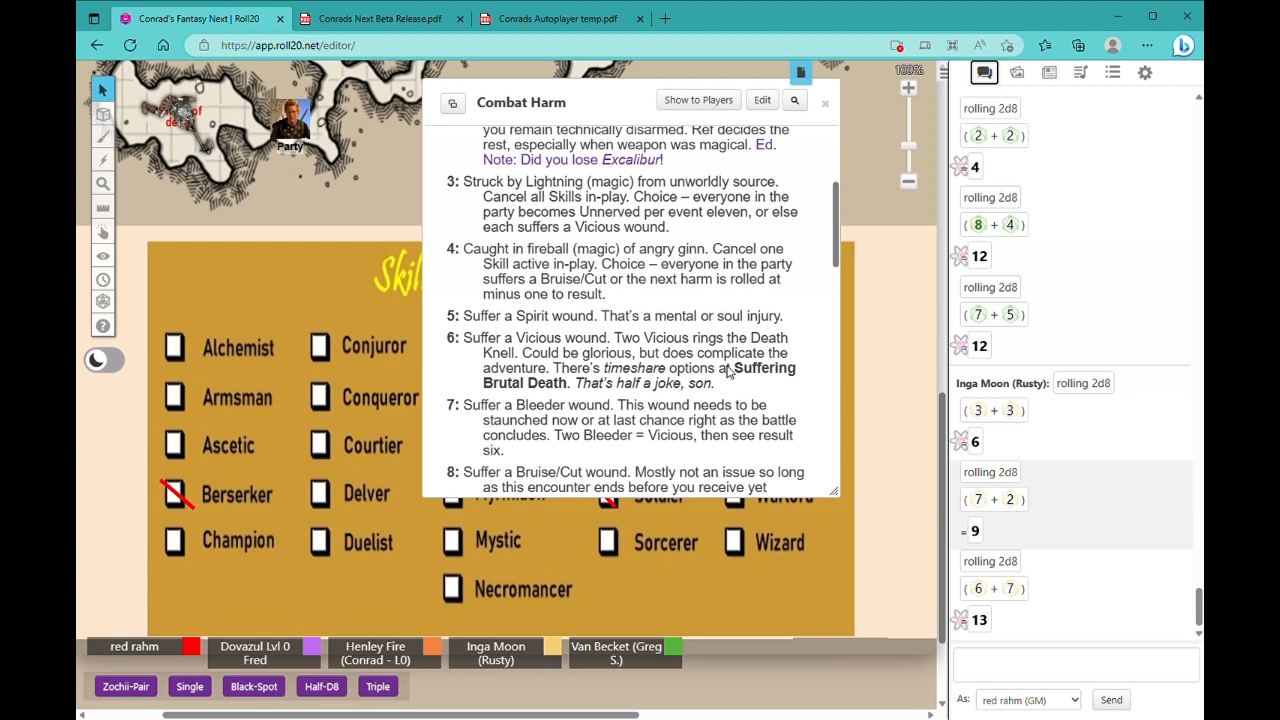 Conrad's Fantasy Next | Roll20
Conrads Next Beta Release.pdf
Conrads Autoplayer temp.pdf
https://app.roll20.net/editor/
100%
Party
Combat Harm
Show to Players
Edit
you remain technically disarmed. Ref decides the
rest, especially when weapon was magical. Ed.
Note: Did you lose Excalibur!
3: Struck by Lightning (magic) from unworldly source.
Cancel all Skills in-play. Choice – everyone in the
party becomes Unnerved per event eleven, or else
each suffers a Vicious wound.
4: Caught in fireball (magic) of angry ginn. Cancel one
Skill active in-play. Choice – everyone in the party
suffers a Bruise/Cut or the next harm is rolled at
minus one to result.
5: Suffer a Spirit wound. That's a mental or soul injury.
6: Suffer a Vicious wound. Two Vicious rings the Death
Knell. Could be glorious, but does complicate the
adventure. There's timeshare options at Suffering
Brutal Death. That's half a joke, son.
7: Suffer a Bleeder wound. This wound needs to be
staunched now or at last chance right as the battle
concludes. Two Bleeder = Vicious, then see result
six.
8: Suffer a Bruise/Cut wound. Mostly not an issue so long
as this encounter ends before you receive yet
Alchemist
Conjuror
Armsman
Conqueror
Ascetic
Courtier
Berserker
Delver
Myrmidon
Soldier
Warlord
Champion
Duelist
Mystic
Sorcerer
Wizard
Necromancer
red rahm
Dovazul Lvl 0
Fred
Henley Fire
(Conrad - L0)
Inga Moon
(Rusty)
Van Becket (Greg
S.)
Zochii-Pair
Single
Black-Spot
Half-D8
Triple
rolling 2d8
(2 + 2)
= 4
rolling 2d8
(8 + 4)
= 12
rolling 2d8
(7 + 5)
= 12
Inga Moon (Rusty): rolling 2d8
(3 + 3)
= 6
rolling 2d8
(7 + 2)
= 9
rolling 2d8
(6 + 7)
= 13
As: red rahm (GM)
Send